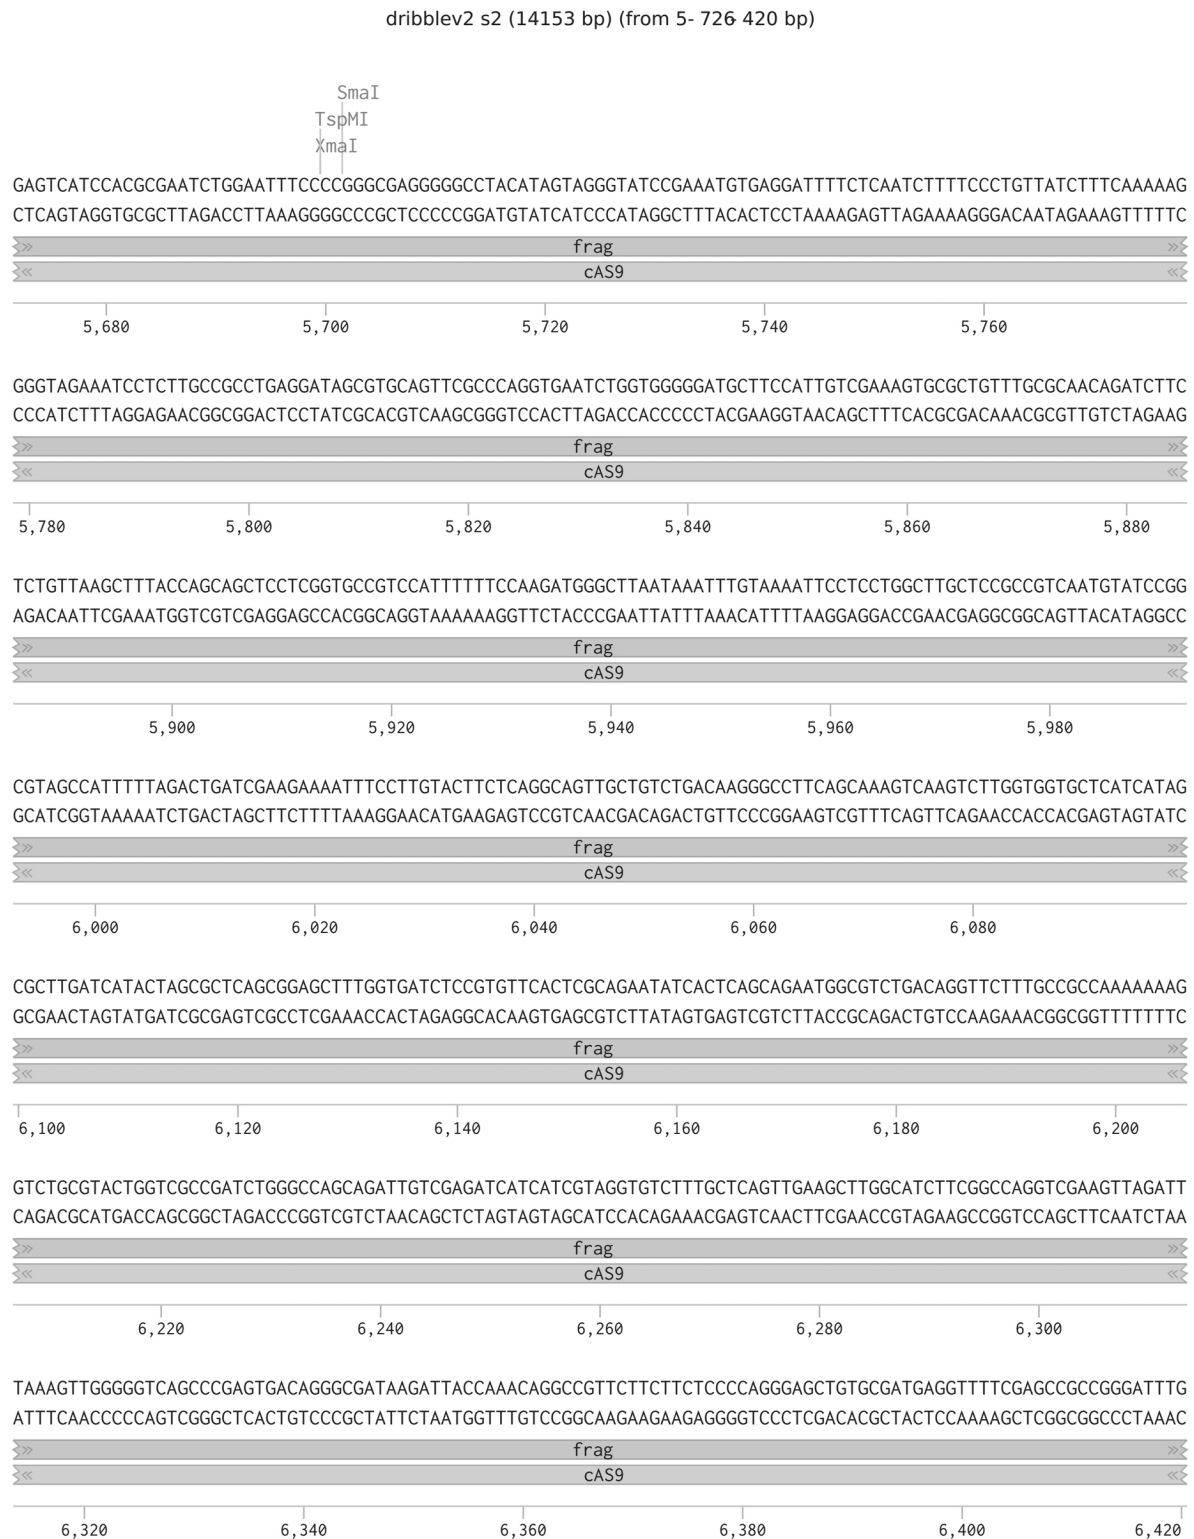 dribblev2 s2 (14153 bp) (from 5- 726- 420 bp)
SmaI
TspMI
XmaI
GAGTCATCCACGCGAATCTGGAATTTCCCCGGGCGAGGGGGCCTACATAGTAGGGTATCCGAAATGTGAGGATTTTCTCAATCTTTTCCCTGTTATCTTTCAAAAAG
CTCAGTAGGTGCGCTTAGACCTTAAAGGGGCCCGCTCCCCCGGATGTATCATCCCATAGGCTTTACACTCCTAAAAGAGTTAGAAAAGGGACAATAGAAAGTTTTTC
frag
cAS9
5,680 5,700 5,720 5,740 5,760
GGGTAGAAATCCTCTTGCCGCCTGAGGATAGCGTGCAGTTCGCCCAGGTGAATCTGGTGGGGGATGCTTCCATTGTCGAAAGTGCGCTGTTTGCGCAACAGATCTTC
CCCATCTTTAGGAGAACGGCGGACTCCTATCGCACGTCAAGCGGGTCCACTTAGACCACCCCCTACGAAGGTAACAGCTTTCACGCGACAAACGCGTTGTCTAGAAG
frag
cAS9
5,780 5,800 5,820 5,840 5,860 5,880
TCTGTTAAGCTTTACCAGCAGCTCCTCGGTGCCGTCCATTTTTTTCCAAGATGGGCTTAATAAATTTGTAAAATTCCTCCTGGCTTGCTCCGCCGTCAATGTATCCGG
AGACAATTCGAAATGGTCGTCGAGGAGCCACGGCAGGTAAAAAAAGGTTCTACCCGAATTATTTAAACATTTTAAGGAGGACCGAACGAGGCGGCAGTTACATAGGCC
frag
cAS9
5,900 5,920 5,940 5,960 5,980
CGTAGCCATTTTTAGACTGATCGAAGAAAATTTCCTTGTACTTCTCAGGCAGTTGCTGTCTGACAAGGGCCTTCAGCAAAGTCAAGTCTTGGTGGTGCTCATCATAG
GCATCGGTAAAAATCTGACTAGCTTCTTTTAAAGGAACATGAAGAGTCCGTCAACGACAGACTGTTCCCGGAAGTCGTTTCAGTTCAGAACCACCACGAGTAGTATC
frag
cAS9
6,000 6,020 6,040 6,060 6,080
CGCTTGATCATACTAGCGCTCAGCGGAGCTTTGGTGATCTCCGTGTTCACTCGCAGAATATCACTCAGCAGAATGGCGTCTGACAGGTTCTTTGCCGCCAAAAAAAG
GCGAACTAGTATGATCGCGAGTCGCCTCGAAACCACTAGAGGCACAAGTGAGCGTCTTATAGTGAGTCGTCTTACCGCAGACTGTCCAAGAAACGGCGGTTTTTTTC
frag
cAS9
6,100 6,120 6,140 6,160 6,180 6,200
GTCTGCGTACTGGTCGCCGATCTGGGCCAGCAGATTGTCGAGATCATCATCGTAGGTGTCTTTGCTCAGTTGAAGCTTGGCATCTTCGGCCAGGTCGAAGTTAGATT
CAGACGCATGACCAGCGGCTAGACCCGGTCGTCTAACAGCTCTAGTAGTAGCATCCACAGAAACGAGTCAACTTCGAACCGTAGAAGCCGGTCCAGCTTCAATCTAA
frag
cAS9
6,220 6,240 6,260 6,280 6,300
TAAAGTTGGGGGTCAGCCCGAGTGACAGGGCGATAAGATTACCAAACAGGCCGTTCTTCTTCTCCCCAGGGAGCTGTGCGATGAGGTTTTCGAGCCGCCGGGATTTG
ATTTCAACCCCCAGTCGGGCTCACTGTCCCGCTATTCTAATGGTTTGTCCGGCAAGAAGAAGAGGGGTCCCTCGACACGCTACTCCAAAAGCTCGGCGGCCCTAAAC
frag
cAS9
6,320 6,340 6,360 6,380 6,400 6,420